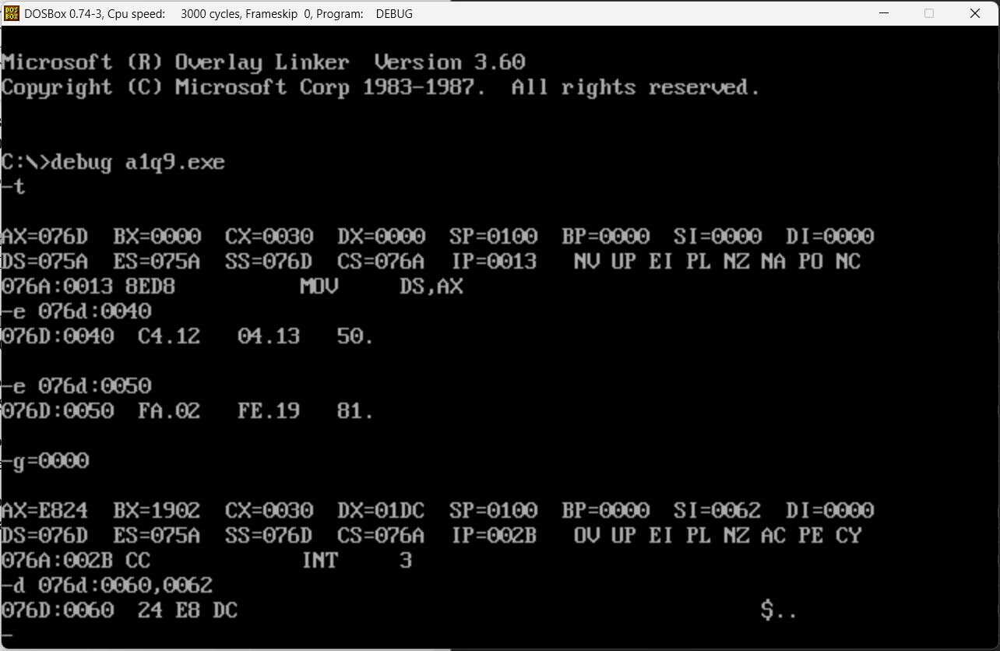 DOSBox 0.74-3, Cpu speed: 3000 cycles, Frameskip 0, Program: DEBUG
Microsoft (R) Overlay Linker  Version 3.60
Copyright (C) Microsoft Corp 1983-1987.  All rights reserved.
C:\>debug a1q9.exe
-t
AX=076D  BX=0000  CX=0030  DX=0000  SP=0100  BP=0000  SI=0000  DI=0000
DS=075A  ES=075A  SS=076D  CS=076A  IP=0013   NV UP EI PL NZ NA PO NC
076A:0013 8ED8          MOV     DS,AX
-e 076d:0040
076D:0040  C4.12   04.13   50.
-e 076d:0050
076D:0050  FA.02   FE.19   81.
-g=0000
AX=E824  BX=1902  CX=0030  DX=01DC  SP=0100  BP=0000  SI=0062  DI=0000
DS=076D  ES=075A  SS=076D  CS=076A  IP=002B   OV UP EI PL NZ AC PE CY
076A:002B CC            INT     3
-d 076d:0060,0062
076D:0060  24 E8 DC                                          $..
-